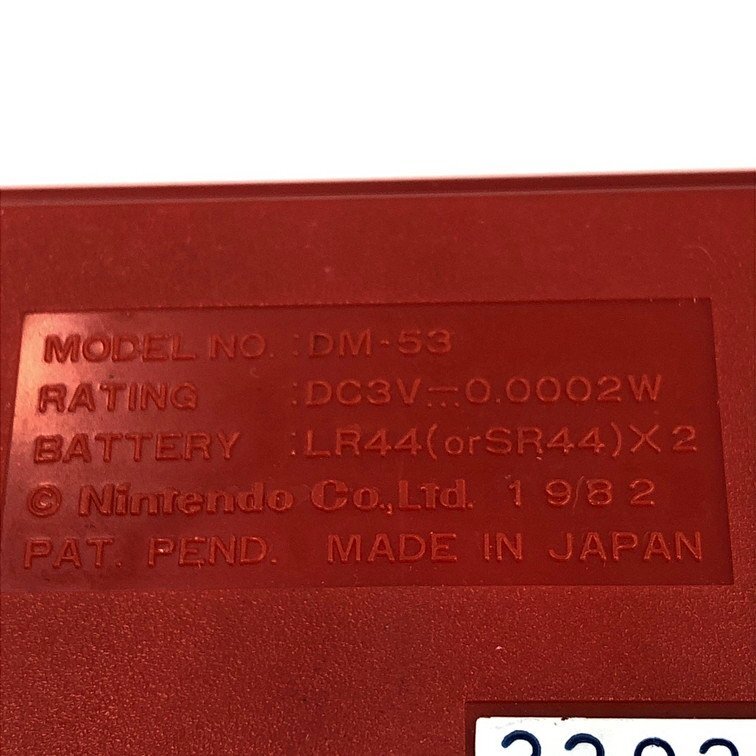 MODEL NO. :DM-53
RATING :DC3V⎓0.0002W
BATTERY :LR44(orSR44)X2
© Nintendo Co.,Ltd. 1982
PAT. PEND. MADE IN JAPAN